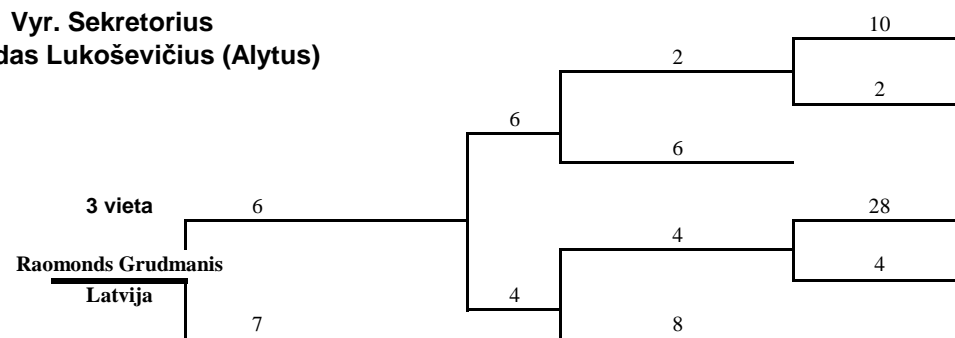 Vyr. Sekretorius
das Lukoševičius (Alytus)
10
2
2
6
6
3 vieta
6
28
4
Raomonds Grudmanis
4
Latvija
4
7
8